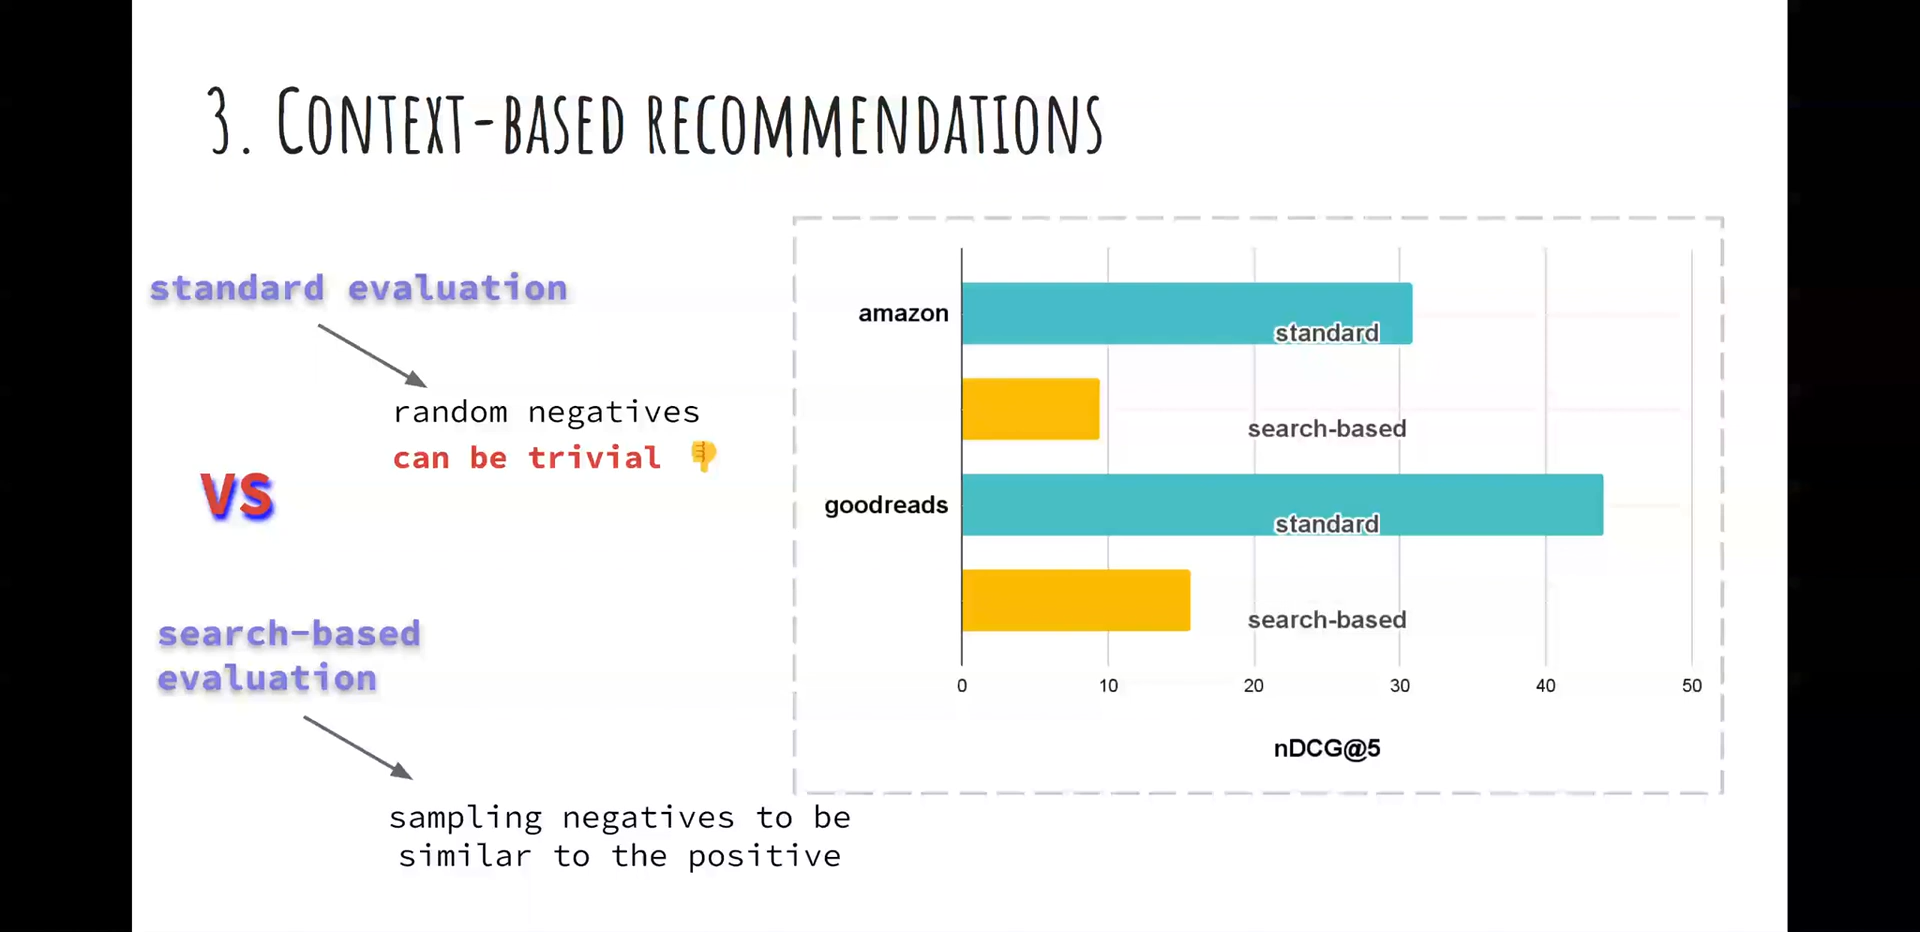 3. Context-based recommendations
standard evaluation
random negatives
can be trivial 👎
VS
search-based
evaluation
sampling negatives to be
similar to the positive
amazon
standard
search-based
goodreads
standard
search-based
0 10 20 30 40 50
nDCG@5